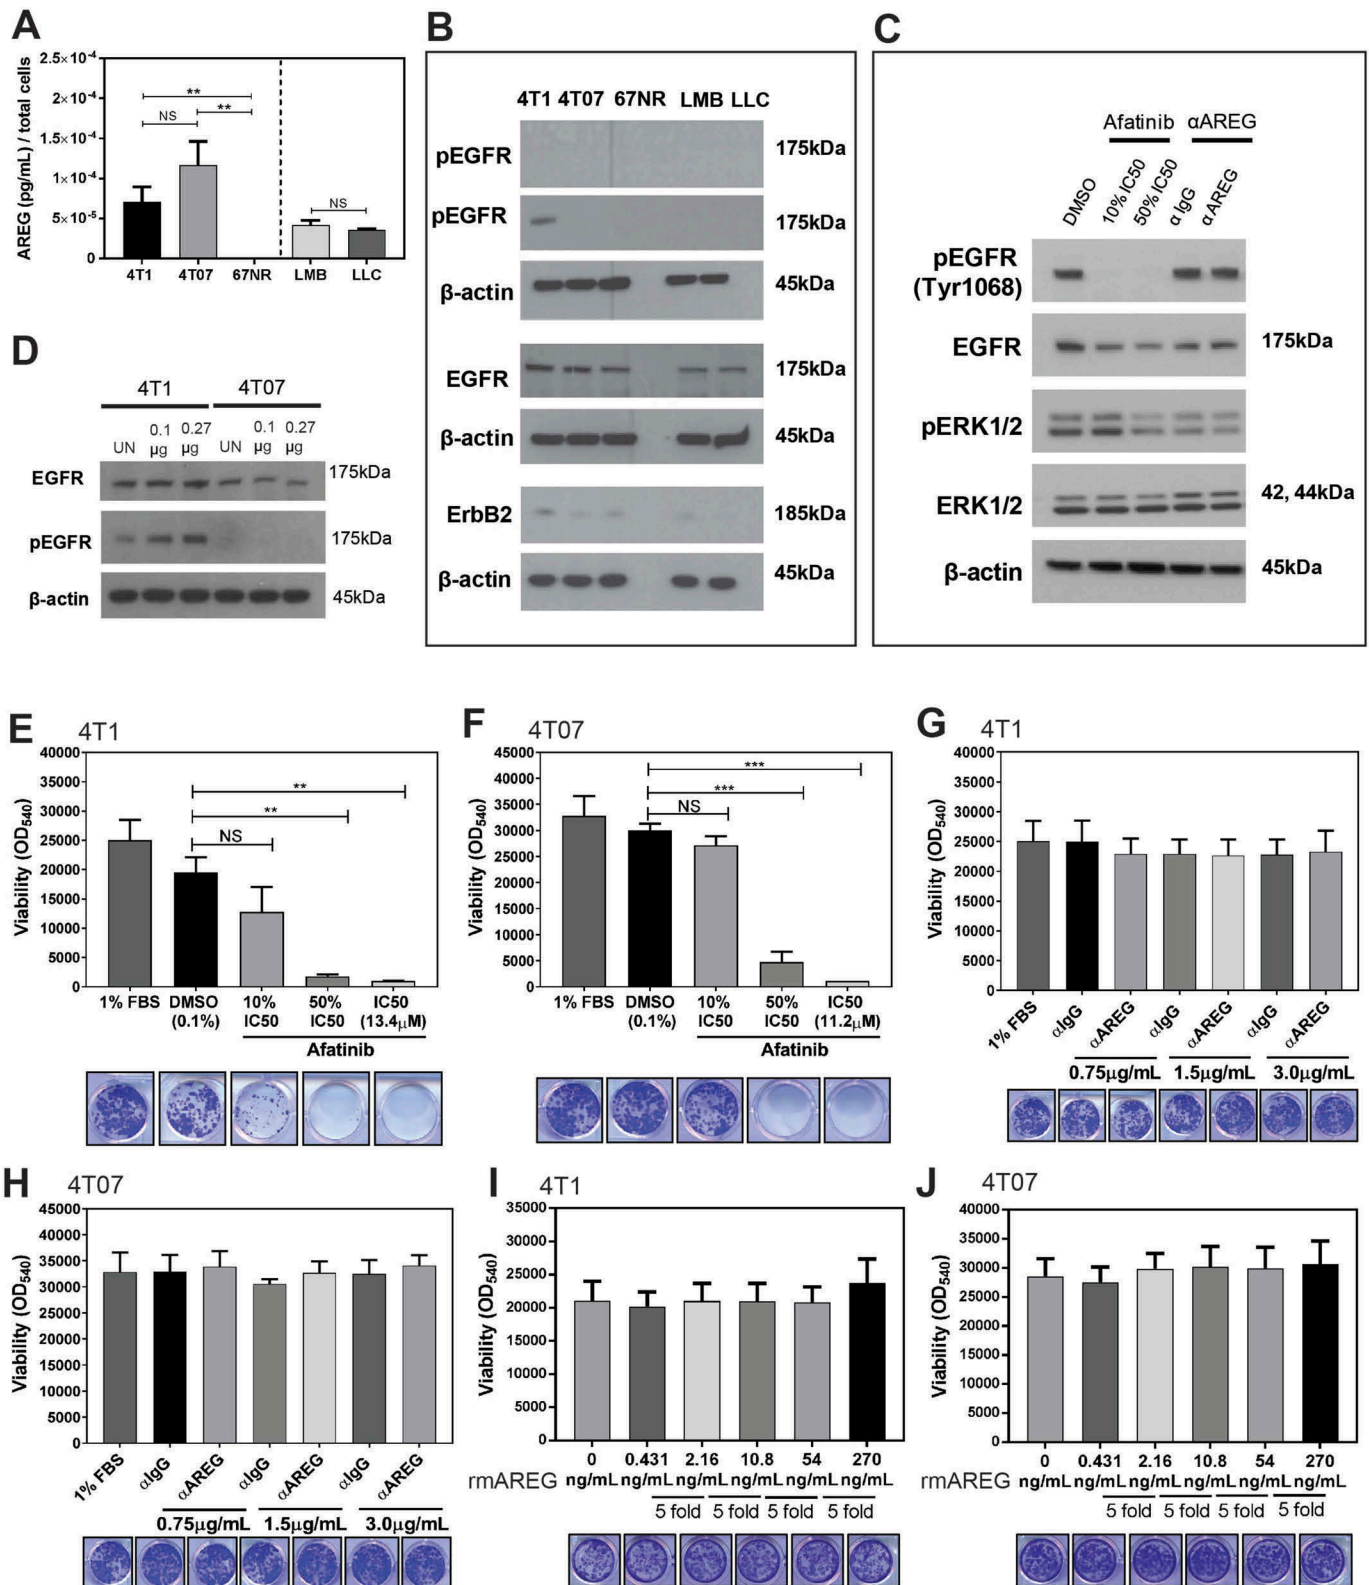 A
AREG (pg/mL) / total cells
2.5×10⁻⁴
2×10⁻⁴
1.5×10⁻⁴
1×10⁻⁴
5×10⁻⁵
0
**
**
NS
NS
4T1 4T07 67NR LMB LLC
B
4T1 4T07 67NR LMB LLC
pEGFR 175kDa
pEGFR 175kDa
β-actin 45kDa
EGFR 175kDa
β-actin 45kDa
ErbB2 185kDa
β-actin 45kDa
C
Afatinib αAREG
DMSO 10% IC50 50% IC50 αIgG αAREG
pEGFR
(Tyr1068)
EGFR 175kDa
pERK1/2
ERK1/2 42, 44kDa
β-actin 45kDa
D
4T1 4T07
0.1 0.27 0.1 0.27
UN µg µg UN µg µg
EGFR 175kDa
pEGFR 175kDa
β-actin 45kDa
E 4T1
Viability (OD₅₄₀)
40000
35000
30000
25000
20000
15000
10000
5000
0
**
**
NS
1% FBS DMSO 10% 50% IC50
(0.1%) IC50 IC50 (13.4µM)
Afatinib
F 4T07
Viability (OD₅₄₀)
45000
40000
35000
30000
25000
20000
15000
10000
5000
0
***
***
NS
1% FBS DMSO 10% 50% IC50
(0.1%) IC50 IC50 (11.2µM)
Afatinib
G 4T1
Viability (OD₅₄₀)
40000
35000
30000
25000
20000
15000
10000
5000
0
1% FBS αIgG αAREG αIgG αAREG αIgG αAREG
0.75µg/mL 1.5µg/mL 3.0µg/mL
H 4T07
Viability (OD₅₄₀)
45000
40000
35000
30000
25000
20000
15000
10000
5000
0
1% FBS αIgG αAREG αIgG αAREG αIgG αAREG
0.75µg/mL 1.5µg/mL 3.0µg/mL
I 4T1
Viability (OD₅₄₀)
35000
30000
25000
20000
15000
10000
5000
0
0 0.431 2.16 10.8 54 270
rmAREG ng/mL ng/mL ng/mL ng/mL ng/mL ng/mL
5 fold 5 fold 5 fold 5 fold
J 4T07
Viability (OD₅₄₀)
40000
35000
30000
25000
20000
15000
10000
5000
0
0 0.431 2.16 10.8 54 270
rmAREG ng/mL ng/mL ng/mL ng/mL ng/mL ng/mL
5 fold 5 fold 5 fold 5 fold